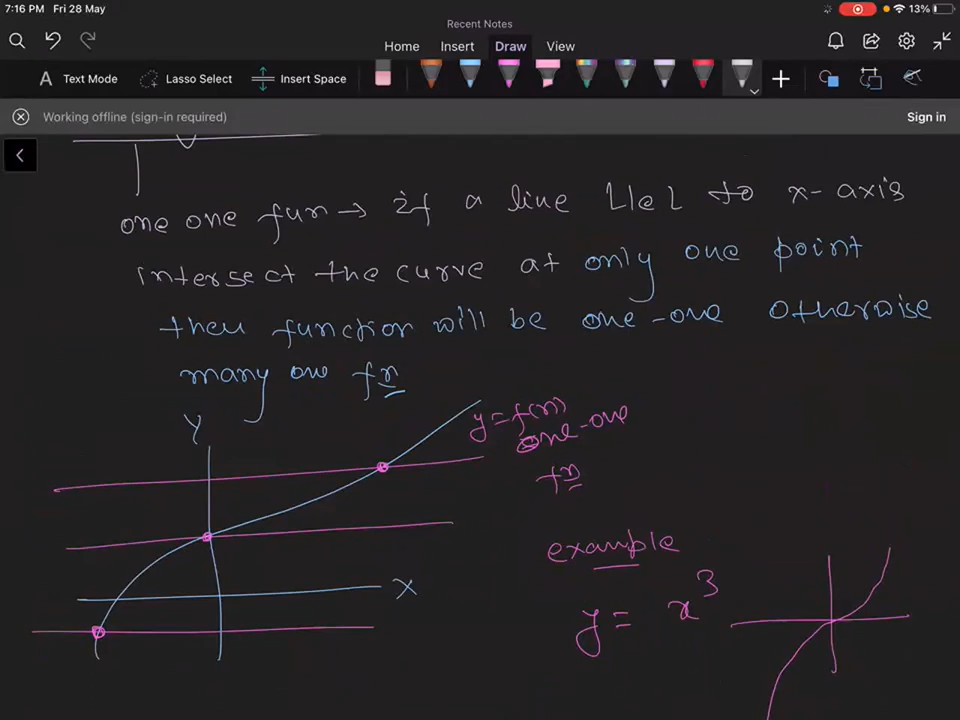 7:16 PM Fri 28 May
13%
Recent Notes
Home Insert Draw View
A Text Mode Lasso Select Insert Space
Working offline (sign-in required) Sign in
one one fun → if a line ||el to x-axis
intersect the curve at only one point
then function will be one-one otherwise
many one fn
Y
y=f(n)
one-one
fn
X
example
y = x³